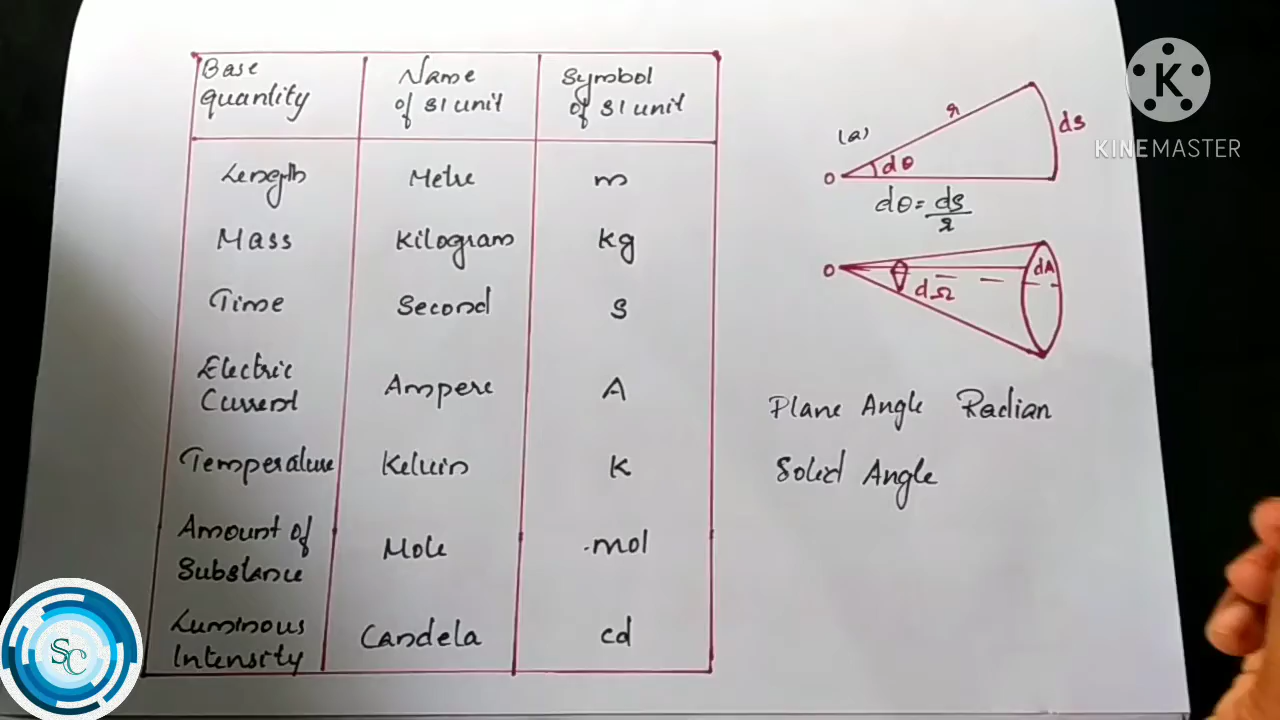 Base quantity
Name of SI unit
Symbol of SI unit
Length
Metre
m
Mass
Kilogram
kg
Time
Second
s
Electric Current
Ampere
A
Temperature
Kelvin
K
Amount of Substance
Mole
mol
Luminous Intensity
Candela
cd
(a)
r
ds
O
dθ
dθ = ds/r
O
dΩ
dA
Plane Angle Radian
Solid Angle
K
KINEMASTER
SC